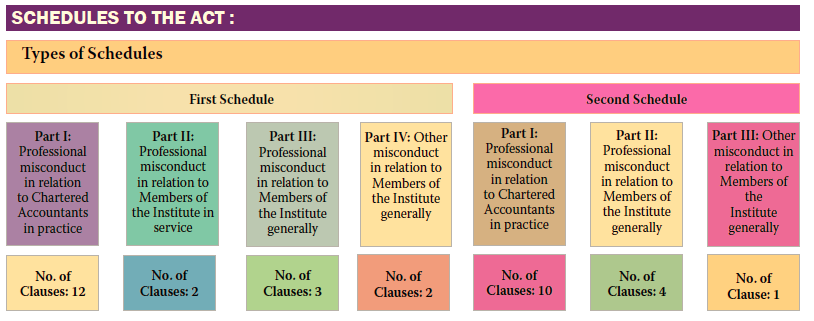 SCHEDULES TO THE ACT :
Types of Schedules
First Schedule
Second Schedule
Part I:
Professional
misconduct
in relation
to Chartered
Accountants
in practice
Part II:
Professional
misconduct
in relation to
Members of
the Institute in
service
Part III:
Professional
misconduct
in relation to
Members of
the Institute
generally
Part IV: Other
misconduct
in relation to
Members of
the Institute
generally
Part I:
Professional
misconduct
in relation
to Chartered
Accountants
in practice
Part II:
Professional
misconduct
in relation to
Members of
the Institute
generally
Part III: Other
misconduct in
relation to
Members of
the
Institute
generally
No. of
Clauses: 12
No. of
Clauses: 2
No. of
Clauses: 3
No. of
Clauses: 2
No. of
Clauses: 10
No. of
Clauses: 4
No. of
Clause: 1